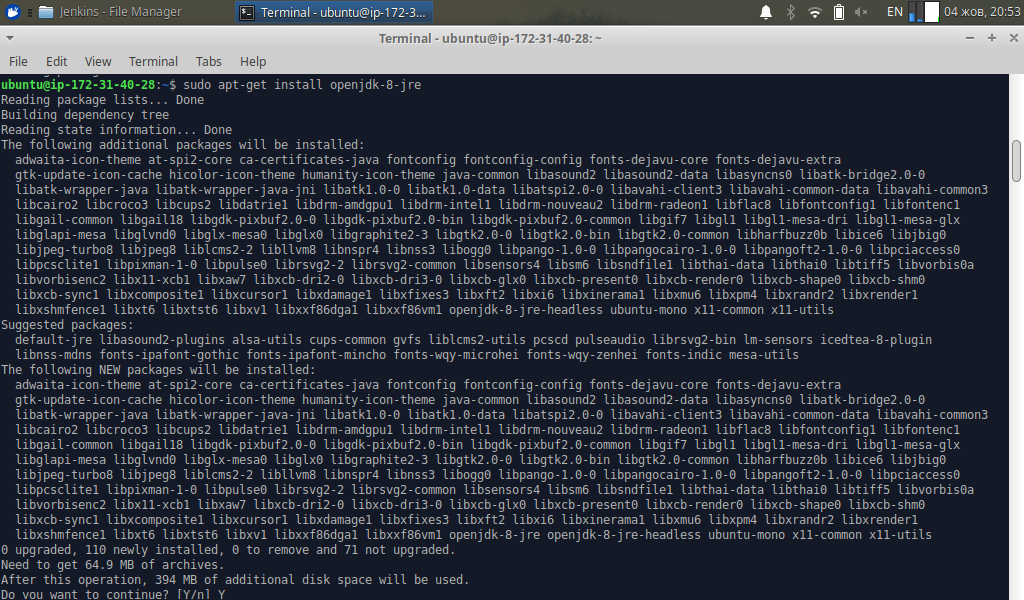 Jenkins - File Manager
Terminal - ubuntu@ip-172-3...
EN
04 жов, 20:53
Terminal - ubuntu@ip-172-31-40-28: ~
File Edit View Terminal Tabs Help
ubuntu@ip-172-31-40-28:~$ sudo apt-get install openjdk-8-jre
Reading package lists... Done
Building dependency tree
Reading state information... Done
The following additional packages will be installed:
adwaita-icon-theme at-spi2-core ca-certificates-java fontconfig fontconfig-config fonts-dejavu-core fonts-dejavu-extra
gtk-update-icon-cache hicolor-icon-theme humanity-icon-theme java-common libasound2 libasound2-data libasyncns0 libatk-bridge2.0-0
libatk-wrapper-java libatk-wrapper-java-jni libatk1.0-0 libatk1.0-data libatspi2.0-0 libavahi-client3 libavahi-common-data libavahi-common3
libcairo2 libcroco3 libcups2 libdatrie1 libdrm-amdgpu1 libdrm-intel1 libdrm-nouveau2 libdrm-radeon1 libflac8 libfontconfig1 libfontenc1
libgail-common libgail18 libgdk-pixbuf2.0-0 libgdk-pixbuf2.0-bin libgdk-pixbuf2.0-common libgif7 libgl1 libgl1-mesa-dri libgl1-mesa-glx
libglapi-mesa libglvnd0 libglx-mesa0 libglx0 libgraphite2-3 libgtk2.0-0 libgtk2.0-bin libgtk2.0-common libharfbuzz0b libice6 libjbig0
libjpeg-turbo8 libjpeg8 liblcms2-2 libllvm8 libnspr4 libnss3 libogg0 libpango-1.0-0 libpangocairo-1.0-0 libpangoft2-1.0-0 libpciaccess0
libpcsclite1 libpixman-1-0 libpulse0 librsvg2-2 librsvg2-common libsensors4 libsm6 libsndfile1 libthai-data libthai0 libtiff5 libvorbis0a
libvorbisenc2 libx11-xcb1 libxaw7 libxcb-dri2-0 libxcb-dri3-0 libxcb-glx0 libxcb-present0 libxcb-render0 libxcb-shape0 libxcb-shm0
libxcb-sync1 libxcomposite1 libxcursor1 libxdamage1 libxfixes3 libxft2 libxi6 libxinerama1 libxmu6 libxpm4 libxrandr2 libxrender1
libxshmfence1 libxt6 libxtst6 libxv1 libxxf86dga1 libxxf86vm1 openjdk-8-jre-headless ubuntu-mono x11-common x11-utils
Suggested packages:
default-jre libasound2-plugins alsa-utils cups-common gvfs liblcms2-utils pcscd pulseaudio librsvg2-bin lm-sensors icedtea-8-plugin
libnss-mdns fonts-ipafont-gothic fonts-ipafont-mincho fonts-wqy-microhei fonts-wqy-zenhei fonts-indic mesa-utils
The following NEW packages will be installed:
adwaita-icon-theme at-spi2-core ca-certificates-java fontconfig fontconfig-config fonts-dejavu-core fonts-dejavu-extra
gtk-update-icon-cache hicolor-icon-theme humanity-icon-theme java-common libasound2 libasound2-data libasyncns0 libatk-bridge2.0-0
libatk-wrapper-java libatk-wrapper-java-jni libatk1.0-0 libatk1.0-data libatspi2.0-0 libavahi-client3 libavahi-common-data libavahi-common3
libcairo2 libcroco3 libcups2 libdatrie1 libdrm-amdgpu1 libdrm-intel1 libdrm-nouveau2 libdrm-radeon1 libflac8 libfontconfig1 libfontenc1
libgail-common libgail18 libgdk-pixbuf2.0-0 libgdk-pixbuf2.0-bin libgdk-pixbuf2.0-common libgif7 libgl1 libgl1-mesa-dri libgl1-mesa-glx
libglapi-mesa libglvnd0 libglx-mesa0 libglx0 libgraphite2-3 libgtk2.0-0 libgtk2.0-bin libgtk2.0-common libharfbuzz0b libice6 libjbig0
libjpeg-turbo8 libjpeg8 liblcms2-2 libllvm8 libnspr4 libnss3 libogg0 libpango-1.0-0 libpangocairo-1.0-0 libpangoft2-1.0-0 libpciaccess0
libpcsclite1 libpixman-1-0 libpulse0 librsvg2-2 librsvg2-common libsensors4 libsm6 libsndfile1 libthai-data libthai0 libtiff5 libvorbis0a
libvorbisenc2 libx11-xcb1 libxaw7 libxcb-dri2-0 libxcb-dri3-0 libxcb-glx0 libxcb-present0 libxcb-render0 libxcb-shape0 libxcb-shm0
libxcb-sync1 libxcomposite1 libxcursor1 libxdamage1 libxfixes3 libxft2 libxi6 libxinerama1 libxmu6 libxpm4 libxrandr2 libxrender1
libxshmfence1 libxt6 libxtst6 libxv1 libxxf86dga1 libxxf86vm1 openjdk-8-jre openjdk-8-jre-headless ubuntu-mono x11-common x11-utils
0 upgraded, 110 newly installed, 0 to remove and 71 not upgraded.
Need to get 64.9 MB of archives.
After this operation, 394 MB of additional disk space will be used.
Do you want to continue? [Y/n] Y